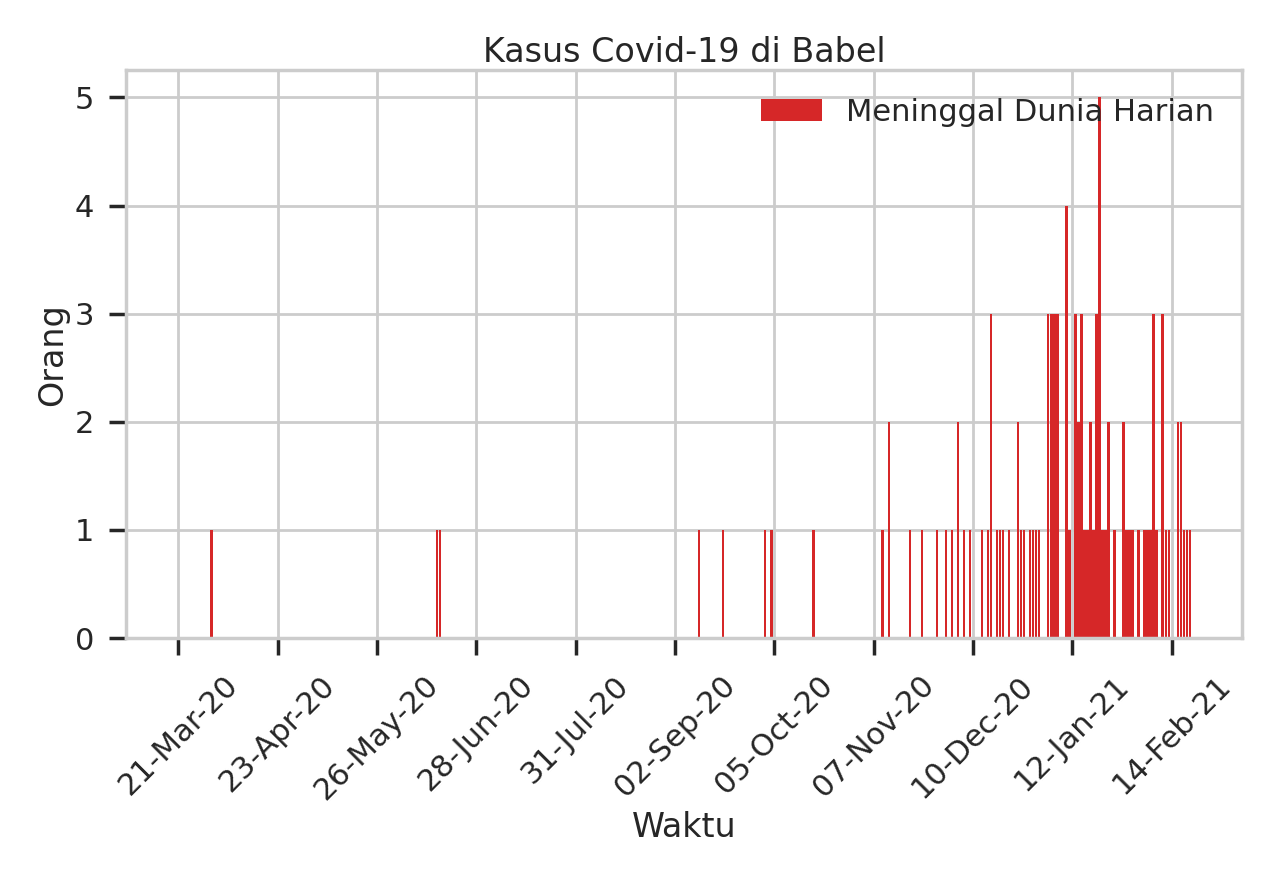 Kasus Covid-19 di Babel
Meninggal Dunia Harian
Orang
5
4
3
2
1
0
21-Mar-20
23-Apr-20
26-May-20
28-Jun-20
31-Jul-20
02-Sep-20
05-Oct-20
07-Nov-20
10-Dec-20
12-Jan-21
14-Feb-21
Waktu